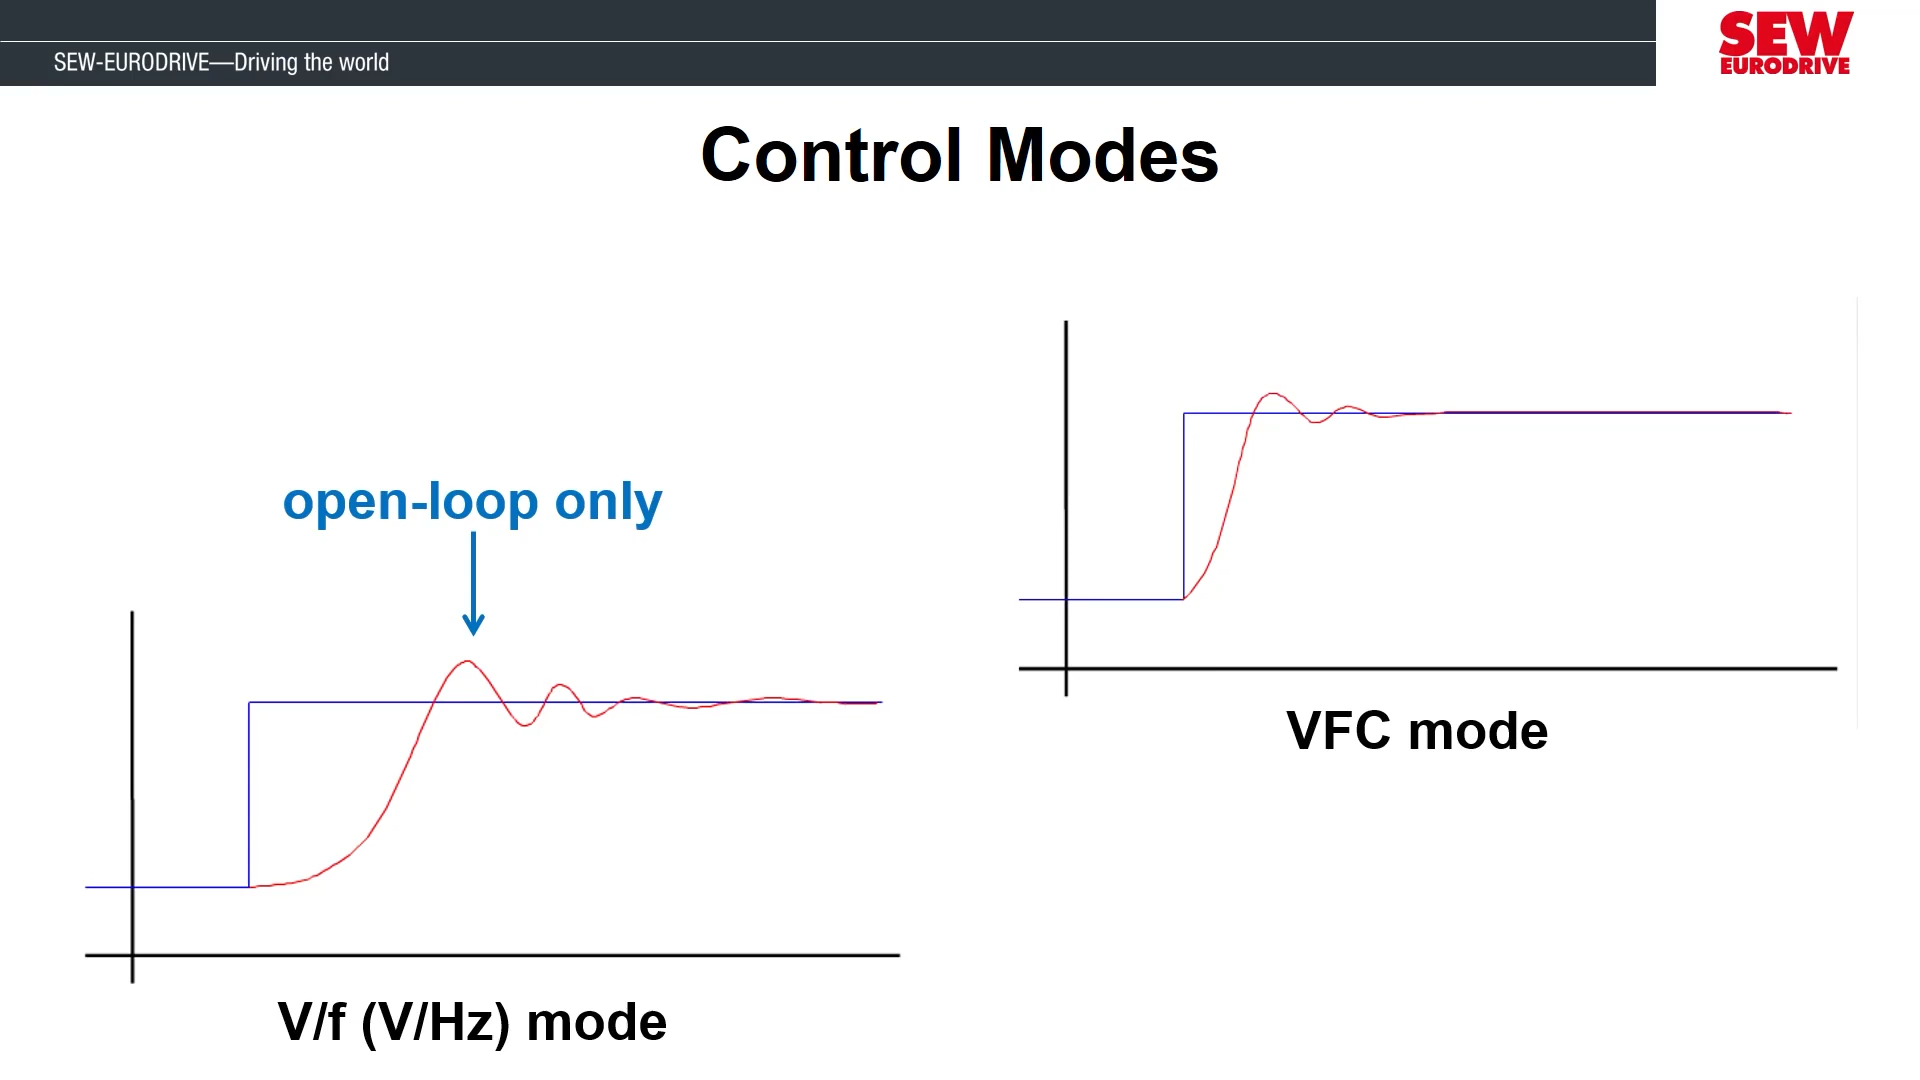 SEW-EURODRIVE—Driving the world
SEW
EURODRIVE
Control Modes
open-loop only
V/f (V/Hz) mode
VFC mode